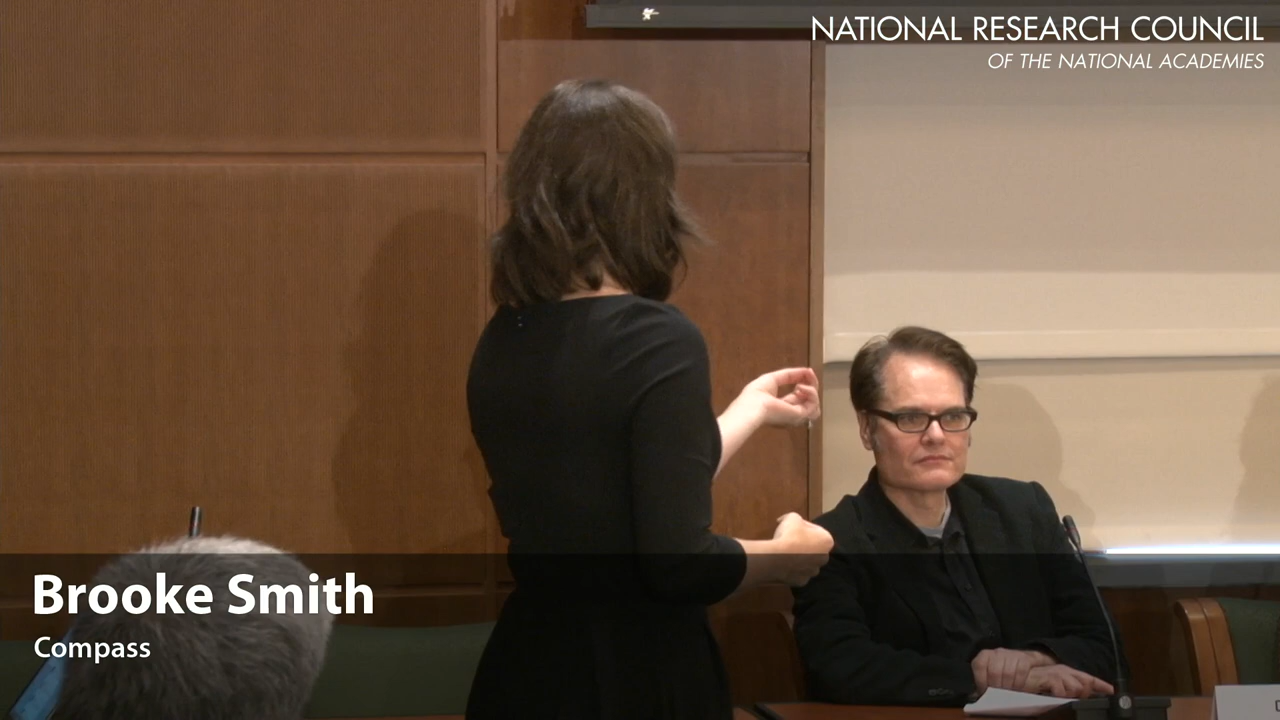 NATIONAL RESEARCH COUNCIL
OF THE NATIONAL ACADEMIES
Brooke Smith
Compass